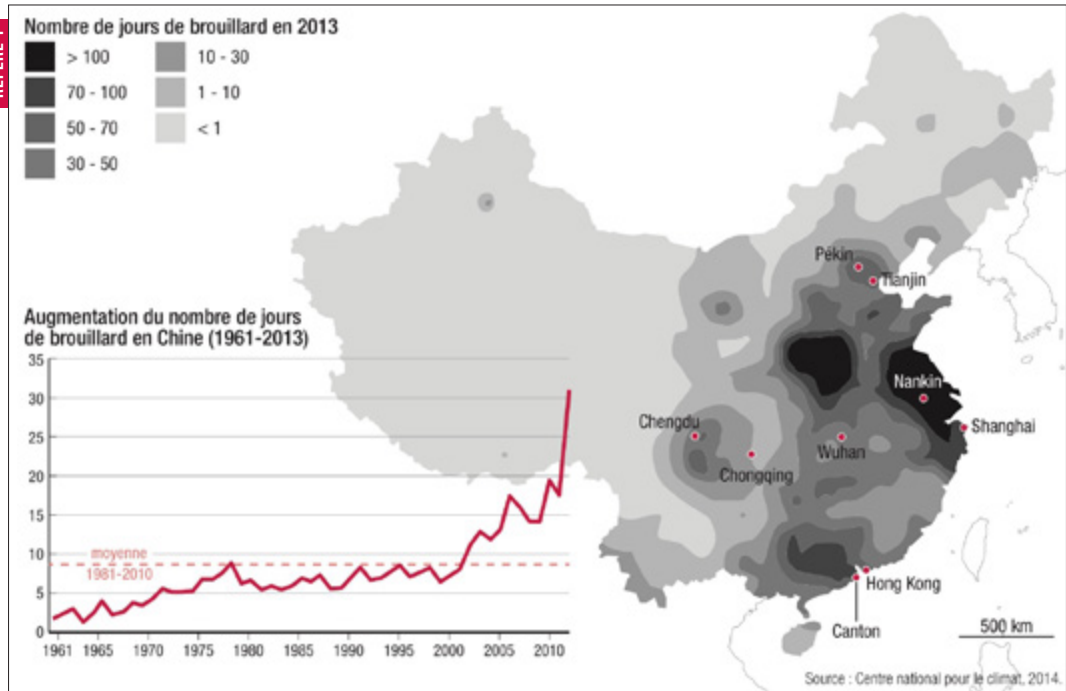 Nombre de jours de brouillard en 2013
> 100
70 - 100
50 - 70
30 - 50
10 - 30
1 - 10
< 1
Pékin
Tianjin
Nankin
Shanghai
Chengdu
Wuhan
Chongqing
Hong Kong
Canton
500 km
Augmentation du nombre de jours
de brouillard en Chine (1961-2013)
35
30
25
20
15
10
5
0
moyenne
1981-2010
1961 1965 1970 1975 1980 1985 1990 1995 2000 2005 2010
Source : Centre national pour le climat, 2014.